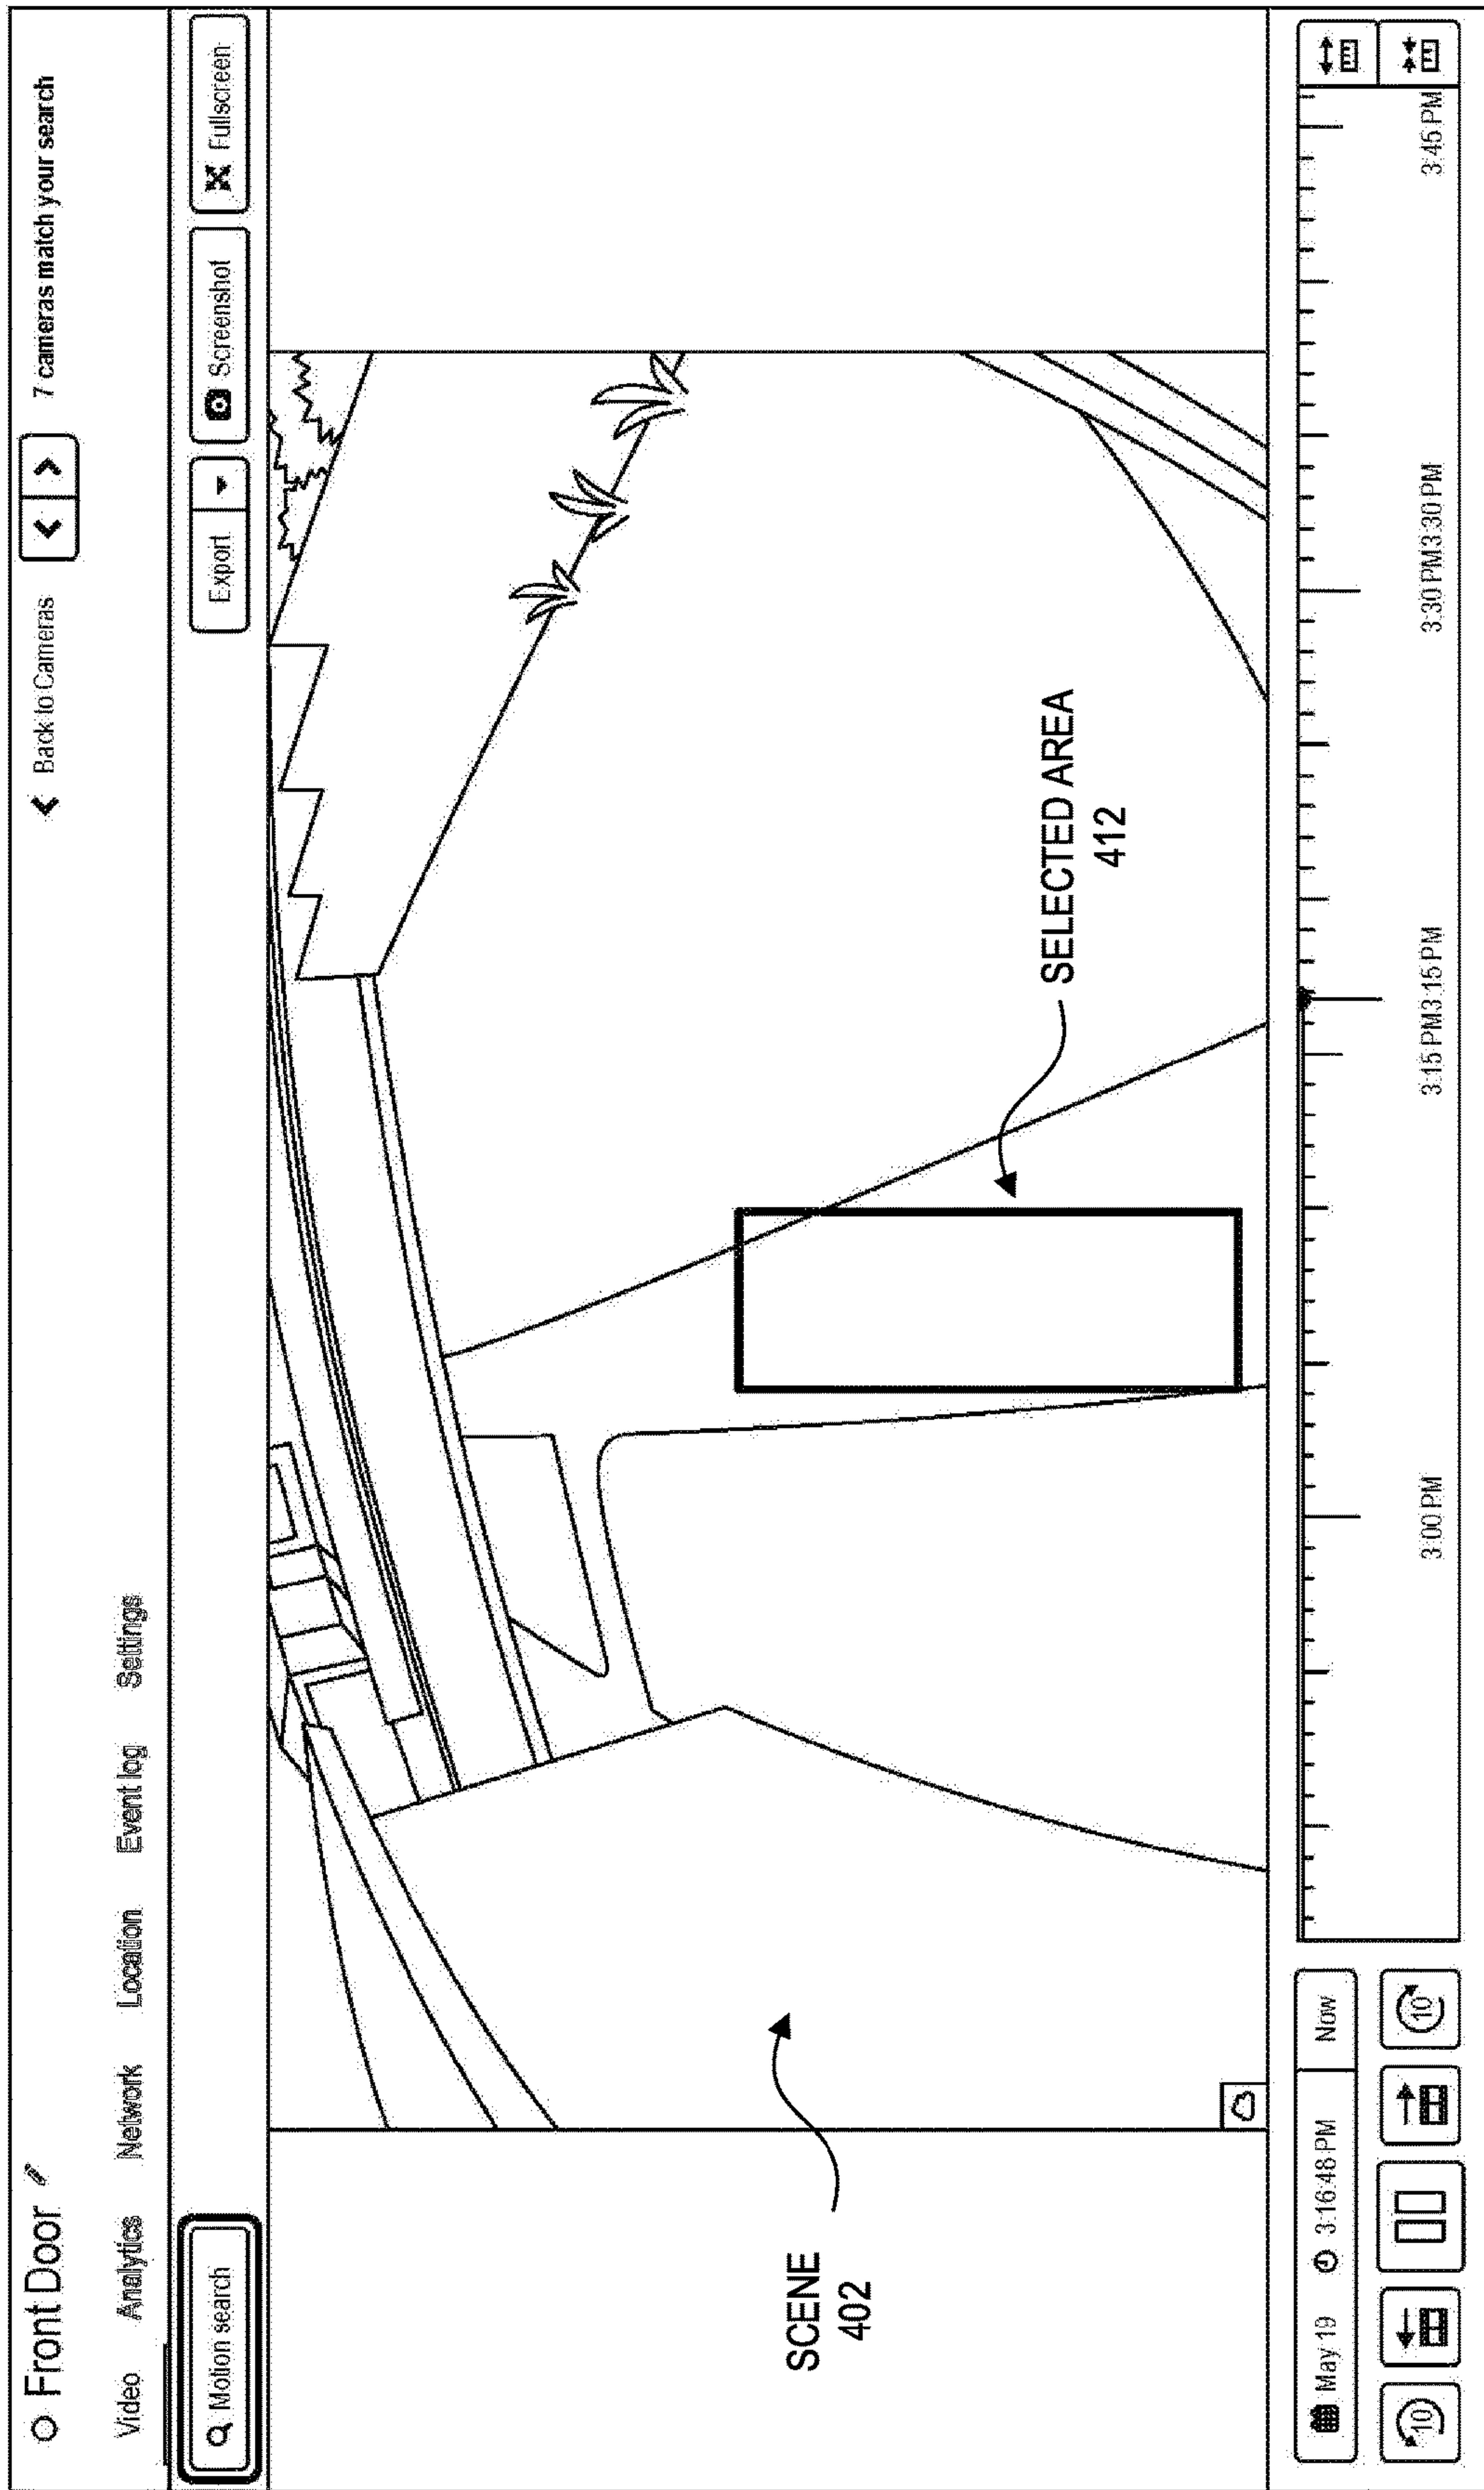 Front Door
Back to Cameras
7 cameras match your search
Video Analytics Network Location Event log Settings
Motion search
Export
Screenshot
Fullscreen
SCENE
402
SELECTED AREA
412
May 19 3:16:48 PM Now
10 10
3:00 PM 3:15 PM 3:15 PM 3:30 PM 3:30 PM 3:45 PM